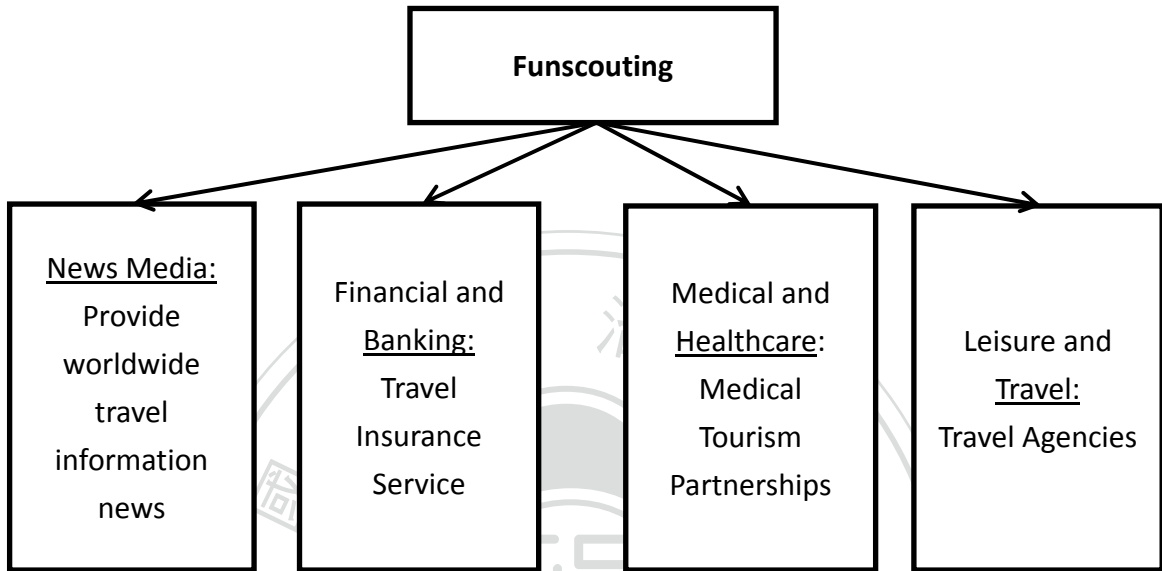 Funscouting
News Media:
Provide
worldwide
travel
information
news
Financial and
Banking:
Travel
Insurance
Service
Medical and
Healthcare:
Medical
Tourism
Partnerships
Leisure and
Travel:
Travel Agencies